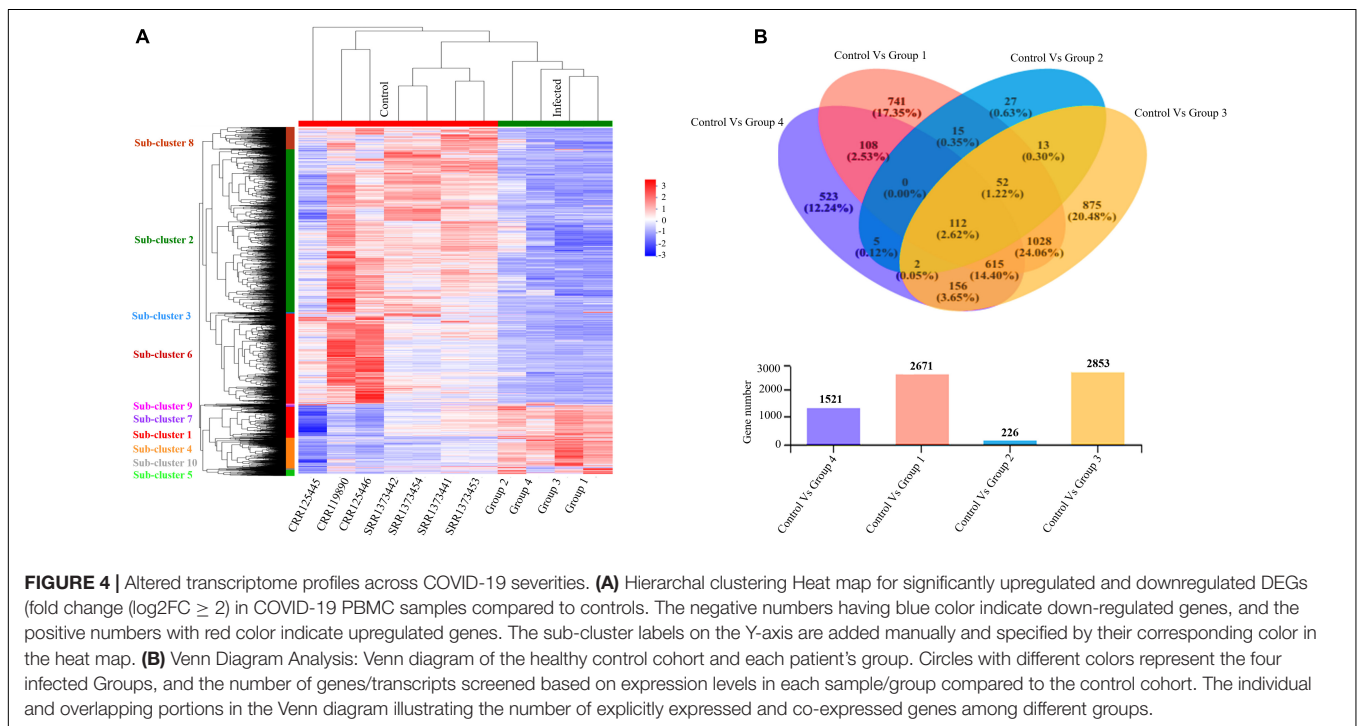 A
Control
Infected
Sub-cluster 8
Sub-cluster 2
Sub-cluster 3
Sub-cluster 6
Sub-cluster 9
Sub-cluster 7
Sub-cluster 1
Sub-cluster 4
Sub-cluster 10
Sub-cluster 5
3
2
1
0
-1
-2
-3
CRR125445
CRR119890
CRR125446
SRR1373442
SRR1373454
SRR1373441
SRR1373453
Group 2
Group 4
Group 3
Group 1
B
Control Vs Group 1
Control Vs Group 2
Control Vs Group 4
Control Vs Group 3
741
(17.35%)
27
(0.63%)
15
(0.35%)
108
(2.53%)
13
(0.30%)
0
(0.00%)
52
(1.22%)
523
(12.24%)
875
(20.48%)
112
(2.62%)
5
(0.12%)
1028
(24.06%)
2
(0.05%)
615
(14.40%)
156
(3.65%)
Gene number
3000
2000
1000
0
1521
2671
226
2853
Control Vs Group 4
Control Vs Group 1
Control Vs Group 2
Control Vs Group 3
FIGURE 4 | Altered transcriptome profiles across COVID-19 severities. (A) Hierarchal clustering Heat map for significantly upregulated and downregulated DEGs
(fold change (log2FC ≥ 2) in COVID-19 PBMC samples compared to controls. The negative numbers having blue color indicate down-regulated genes, and the
positive numbers with red color indicate upregulated genes. The sub-cluster labels on the Y-axis are added manually and specified by their corresponding color in
the heat map. (B) Venn Diagram Analysis: Venn diagram of the healthy control cohort and each patient's group. Circles with different colors represent the four
infected Groups, and the number of genes/transcripts screened based on expression levels in each sample/group compared to the control cohort. The individual
and overlapping portions in the Venn diagram illustrating the number of explicitly expressed and co-expressed genes among different groups.